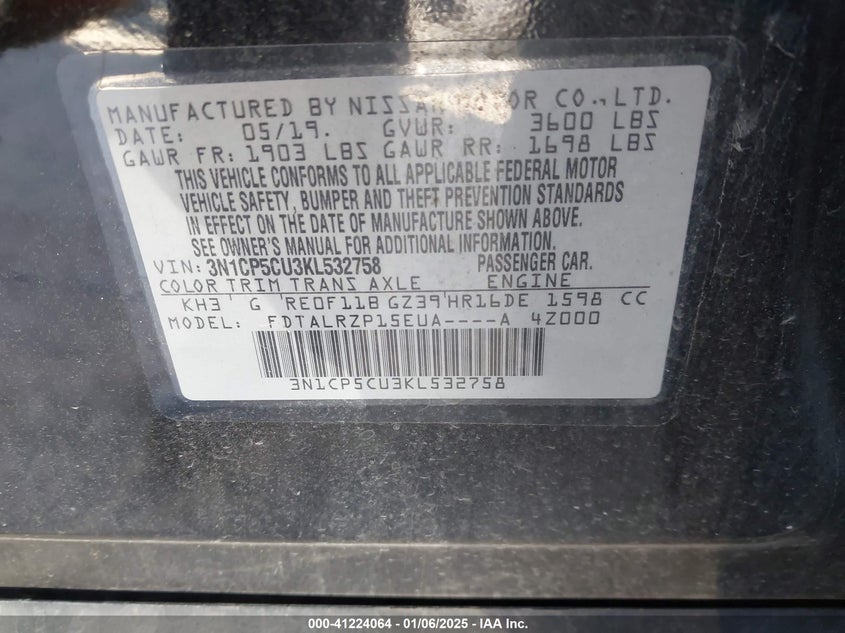 MANUFACTURED BY NISSAN MOTOR CO., LTD.
DATE: 05/19. GVWR: 3600 LBS
GAWR FR: 1903 LBS GAWR RR: 1698 LBS
THIS VEHICLE CONFORMS TO ALL APPLICABLE FEDERAL MOTOR
VEHICLE SAFETY, BUMPER AND THEFT PREVENTION STANDARDS
IN EFFECT ON THE DATE OF MANUFACTURE SHOWN ABOVE.
SEE OWNER'S MANUAL FOR ADDITIONAL INFORMATION.
VIN: 3N1CP5CU3KL532758 PASSENGER CAR.
COLOR TRIM TRANS AXLE ENGINE
KH3 G RE0F11B GZ39 HR16DE 1598 CC
MODEL: FDTALRZP15EUA----A 4Z000
3N1CP5CU3KL532758
000-41224064 - 01/06/2025 - IAA Inc.